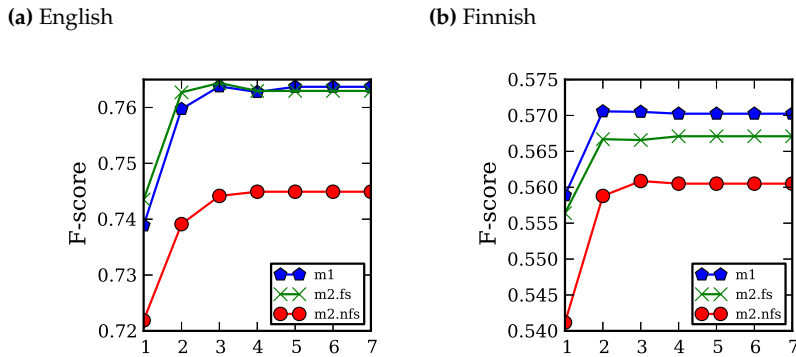 (a) English
(b) Finnish
F-score
0.76
0.75
0.74
0.73
0.72
1 2 3 4 5 6 7
m1
m2.fs
m2.nfs
F-score
0.575
0.570
0.565
0.560
0.555
0.550
0.545
0.540
1 2 3 4 5 6 7
m1
m2.fs
m2.nfs